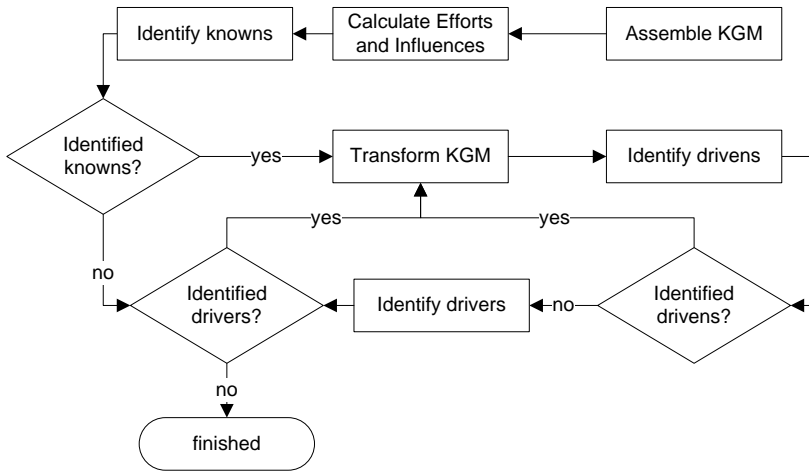 Identify knowns
Calculate Efforts
and Influences
Assemble KGM
Identified
knowns?
yes
Transform KGM
Identify drivens
yes
yes
no
Identified
drivers?
Identify drivers
no
Identified
drivens?
no
finished